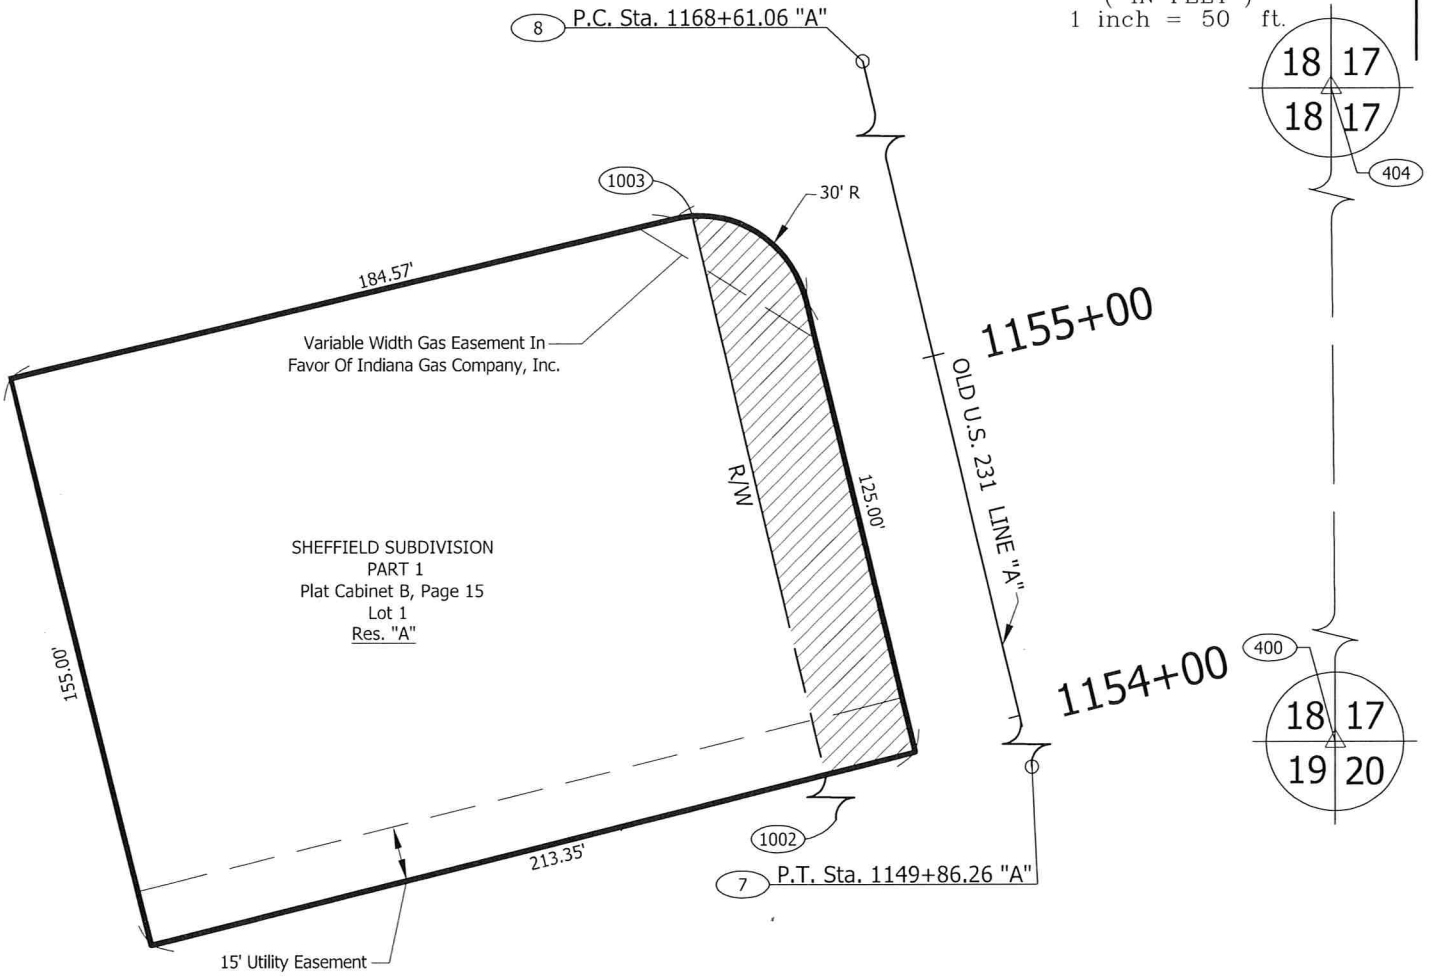 8
P.C. Sta. 1168+61.06 "A"
1 inch = 50 ft.
18 17
18 17
404
1003
30' R
184.57'
Variable Width Gas Easement In
Favor Of Indiana Gas Company, Inc.
1155+00
OLD U.S. 231 LINE "A"
R/W
125.00'
SHEFFIELD SUBDIVISION
PART 1
Plat Cabinet B, Page 15
Lot 1
Res. "A"
155.00'
1154+00
400
18 17
19 20
1002
213.35'
7
P.T. Sta. 1149+86.26 "A"
15' Utility Easement